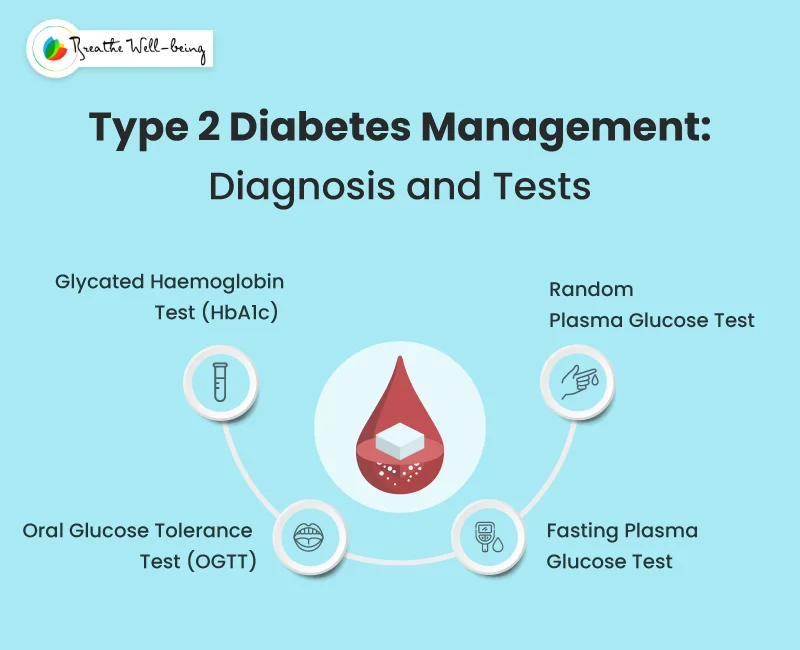 Breathe Well-being
Type 2 Diabetes Management:
Diagnosis and Tests
Glycated Haemoglobin
Test (HbA1c)
Random
Plasma Glucose Test
Oral Glucose Tolerance
Test (OGTT)
Fasting Plasma
Glucose Test